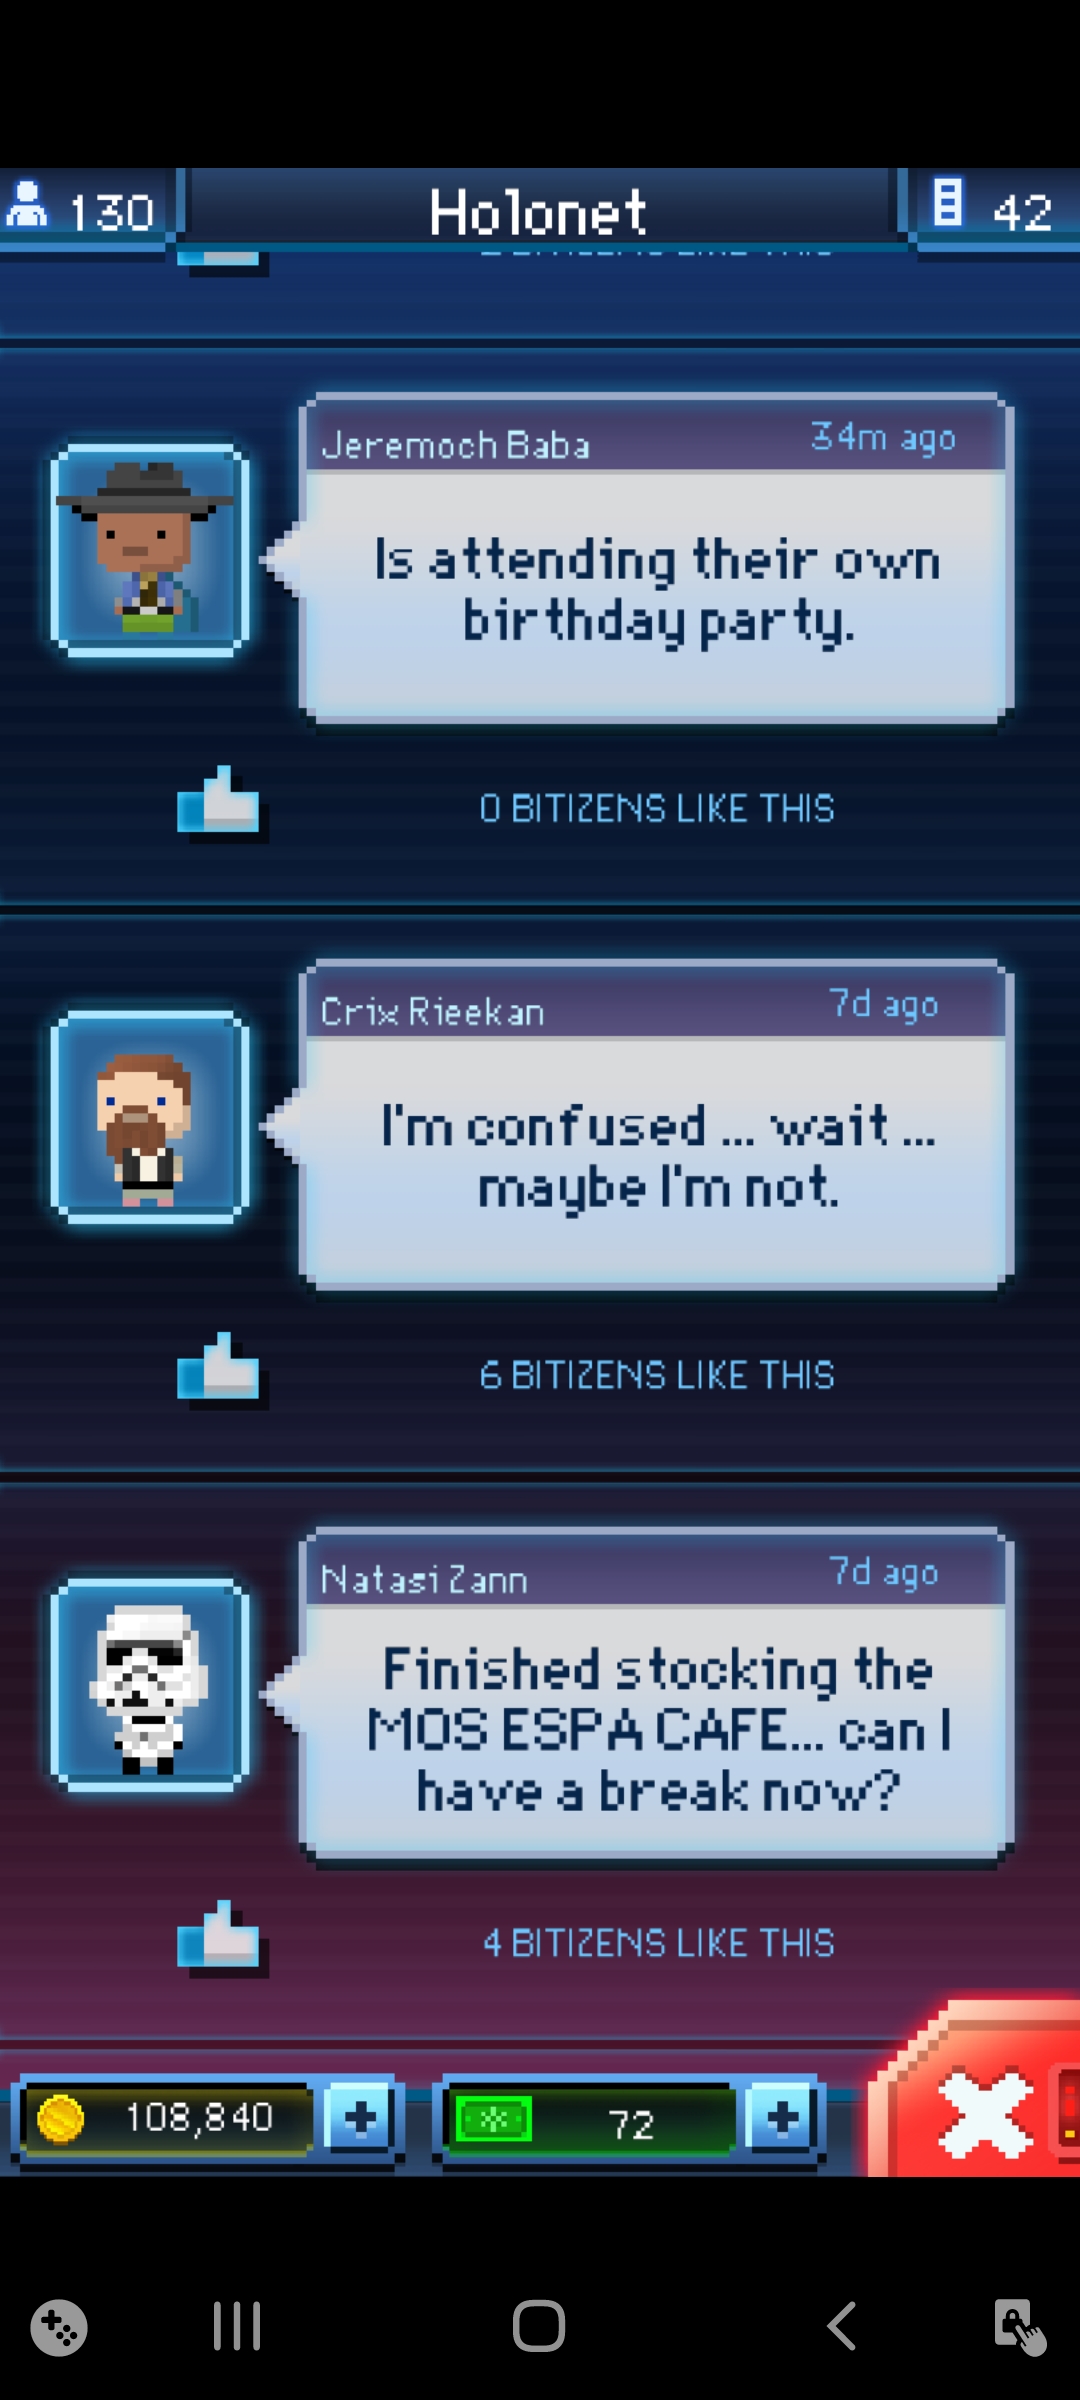 130
Holonet
42
Jeremoch Baba
34m ago
Is attending their own
birthday party.
0 BITIZENS LIKE THIS
Crix Rieekan
7d ago
I'm confused ... wait ...
maybe I'm not.
6 BITIZENS LIKE THIS
Natasi Zann
7d ago
Finished stocking the
MOS ESPA CAFE... can I
have a break now?
4 BITIZENS LIKE THIS
108,840
72